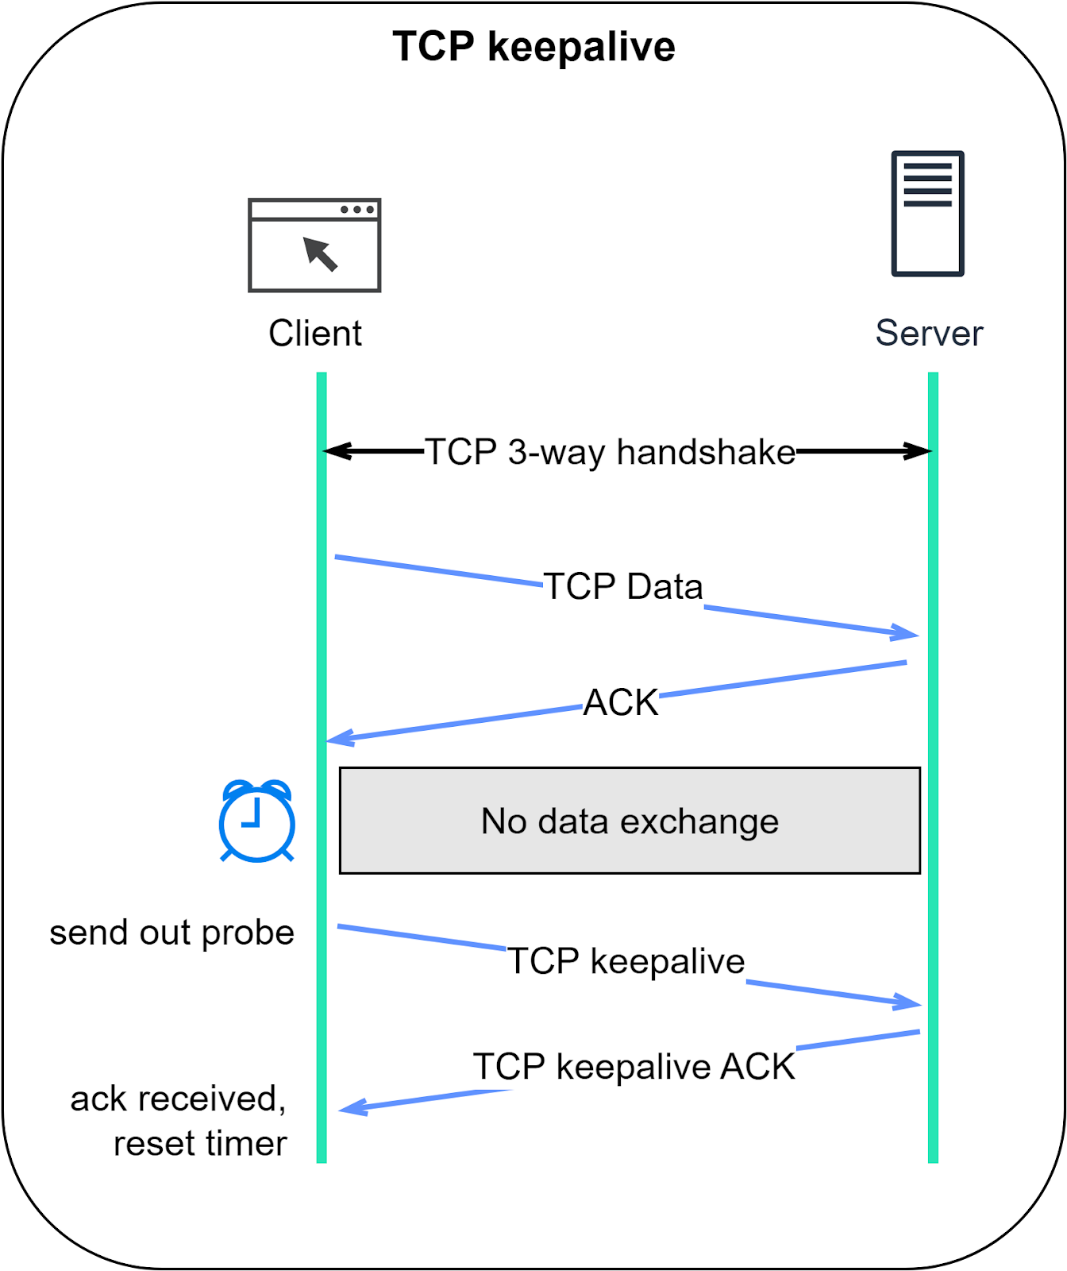 TCP keepalive
Client
Server
TCP 3-way handshake
TCP Data
ACK
No data exchange
send out probe
TCP keepalive
TCP keepalive ACK
ack received,
reset timer